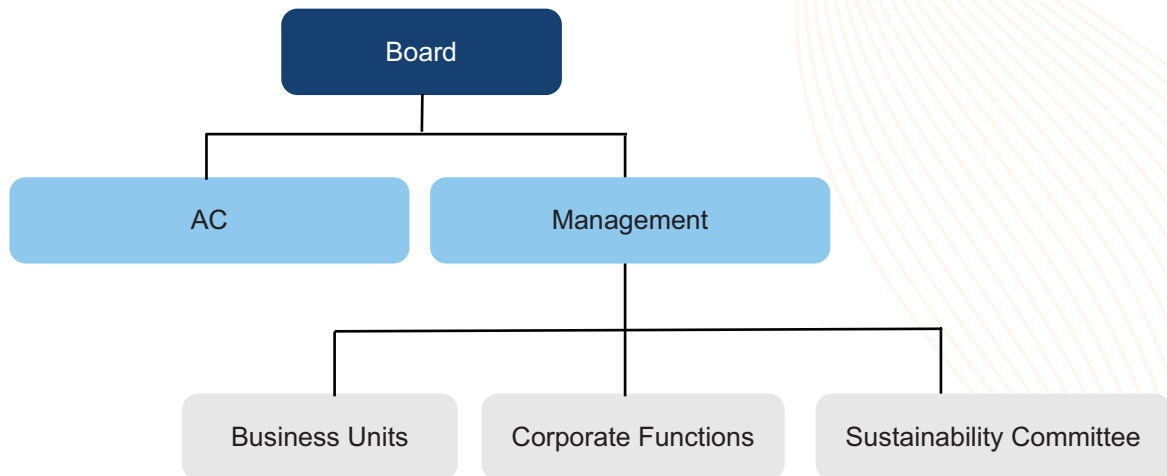 Board
AC
Management
Business Units
Corporate Functions
Sustainability Committee